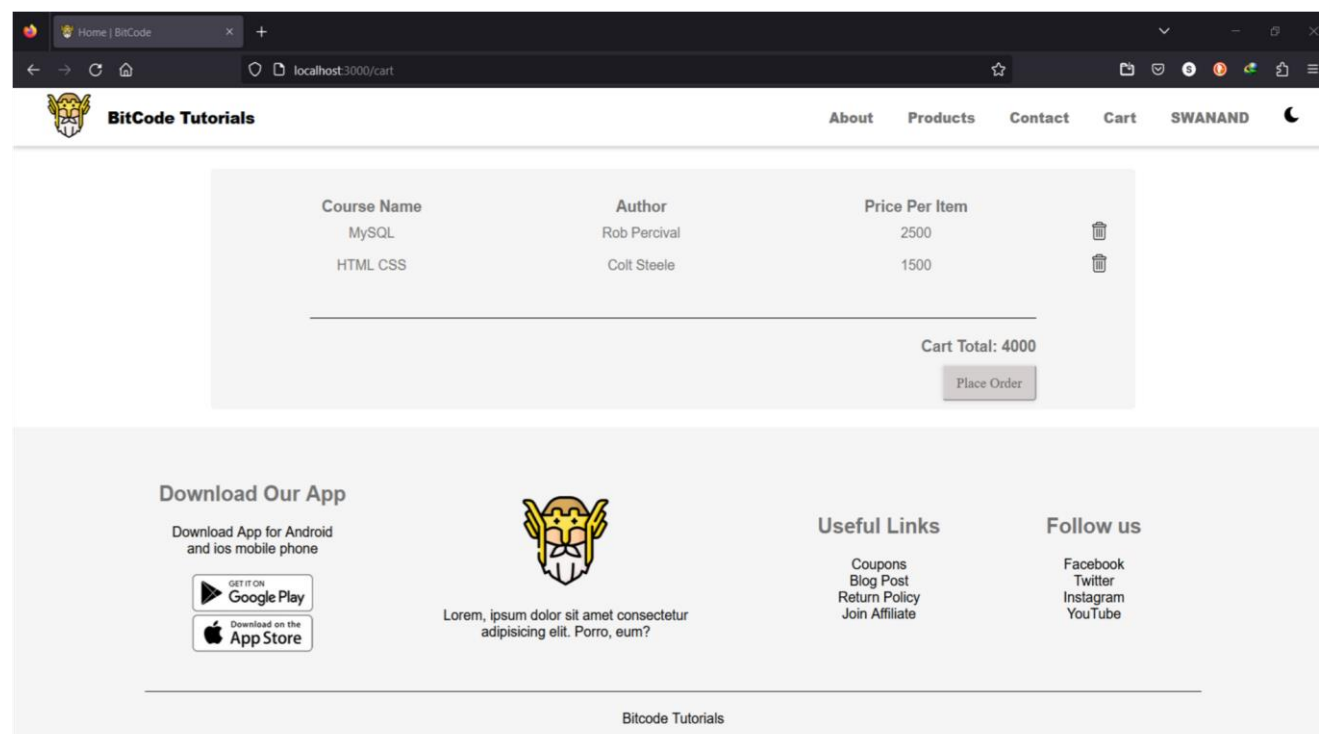 Home | BitCode
localhost:3000/cart
BitCode Tutorials
About Products Contact Cart SWANAND
Course Name Author Price Per Item
MySQL Rob Percival 2500
HTML CSS Colt Steele 1500
Cart Total: 4000
Place Order
Download Our App
Download App for Android
and ios mobile phone
GET IT ON
Google Play
Download on the
App Store
Lorem, ipsum dolor sit amet consectetur
adipisicing elit. Porro, eum?
Useful Links
Coupons
Blog Post
Return Policy
Join Affiliate
Follow us
Facebook
Twitter
Instagram
YouTube
Bitcode Tutorials